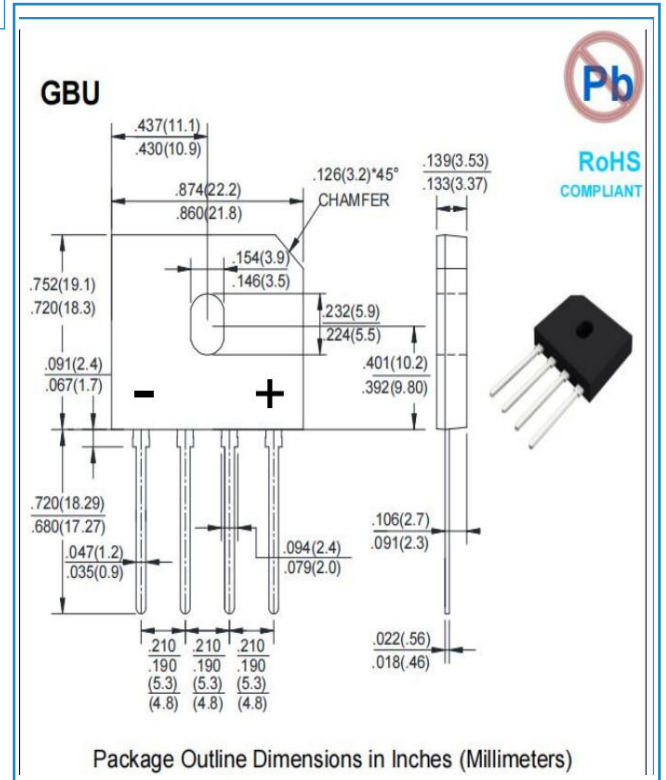 GBU
Pb
RoHS
COMPLIANT
.437(11.1)
.430(10.9)
.874(22.2)
.860(21.8)
.126(3.2)*45°
CHAMFER
.139(3.53)
.133(3.37)
.154(3.9)
.146(3.5)
.752(19.1)
.720(18.3)
.232(5.9)
.224(5.5)
.401(10.2)
.392(9.80)
.091(2.4)
.067(1.7)
- +
.720(18.29)
.680(17.27)
.047(1.2)
.035(0.9)
.094(2.4)
.079(2.0)
.106(2.7)
.091(2.3)
.022(.56)
.018(.46)
.210 .210 .210
.190 .190 .190
(5.3) (5.3) (5.3)
(4.8) (4.8) (4.8)
Package Outline Dimensions in Inches (Millimeters)